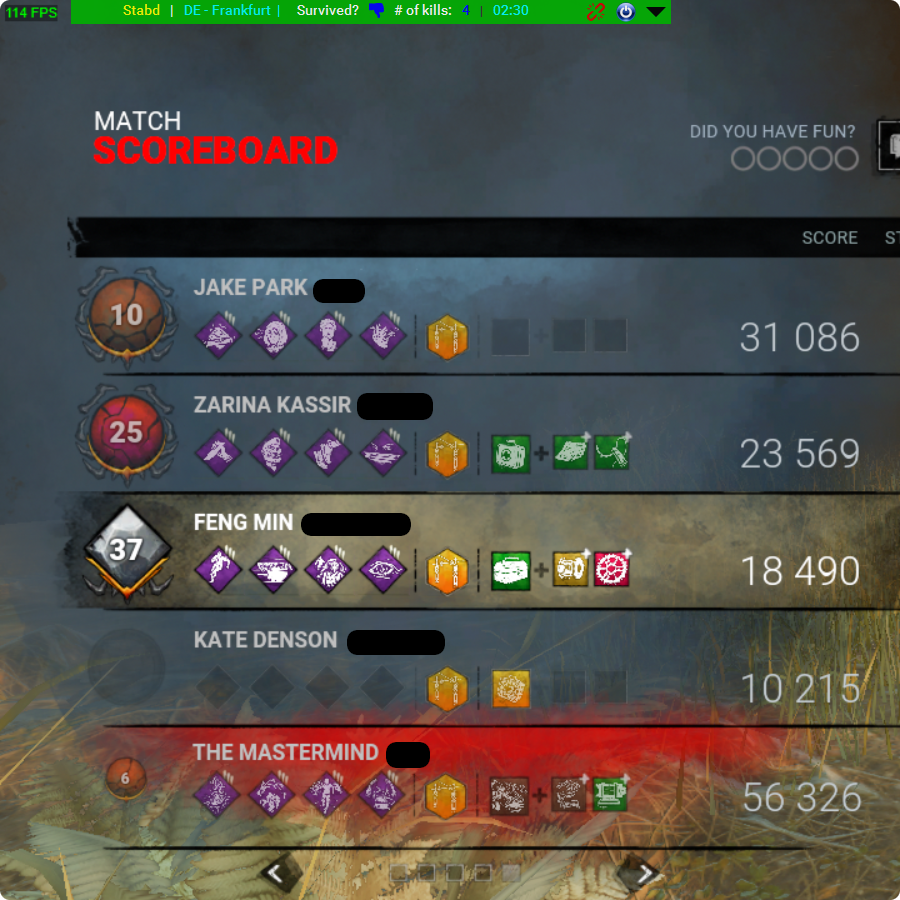 114 FPS
Stabd | DE - Frankfurt | Survived? # of kills: 4 | 02:30
MATCH
SCOREBOARD
DID YOU HAVE FUN?
SCORE
10
JAKE PARK
31 086
25
ZARINA KASSIR
23 569
37
FENG MIN
18 490
KATE DENSON
10 215
6
THE MASTERMIND
56 326